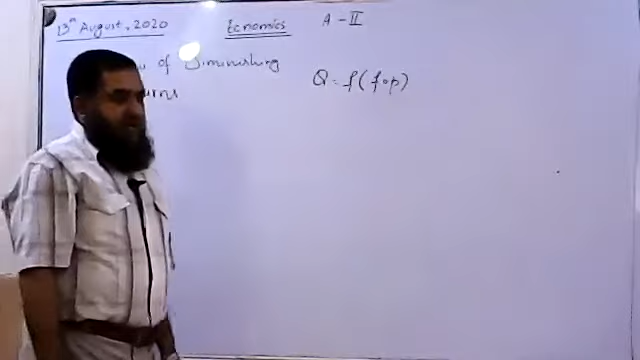 13th August, 2020 Economics A - II
of Diminishing
Q = f (fop)